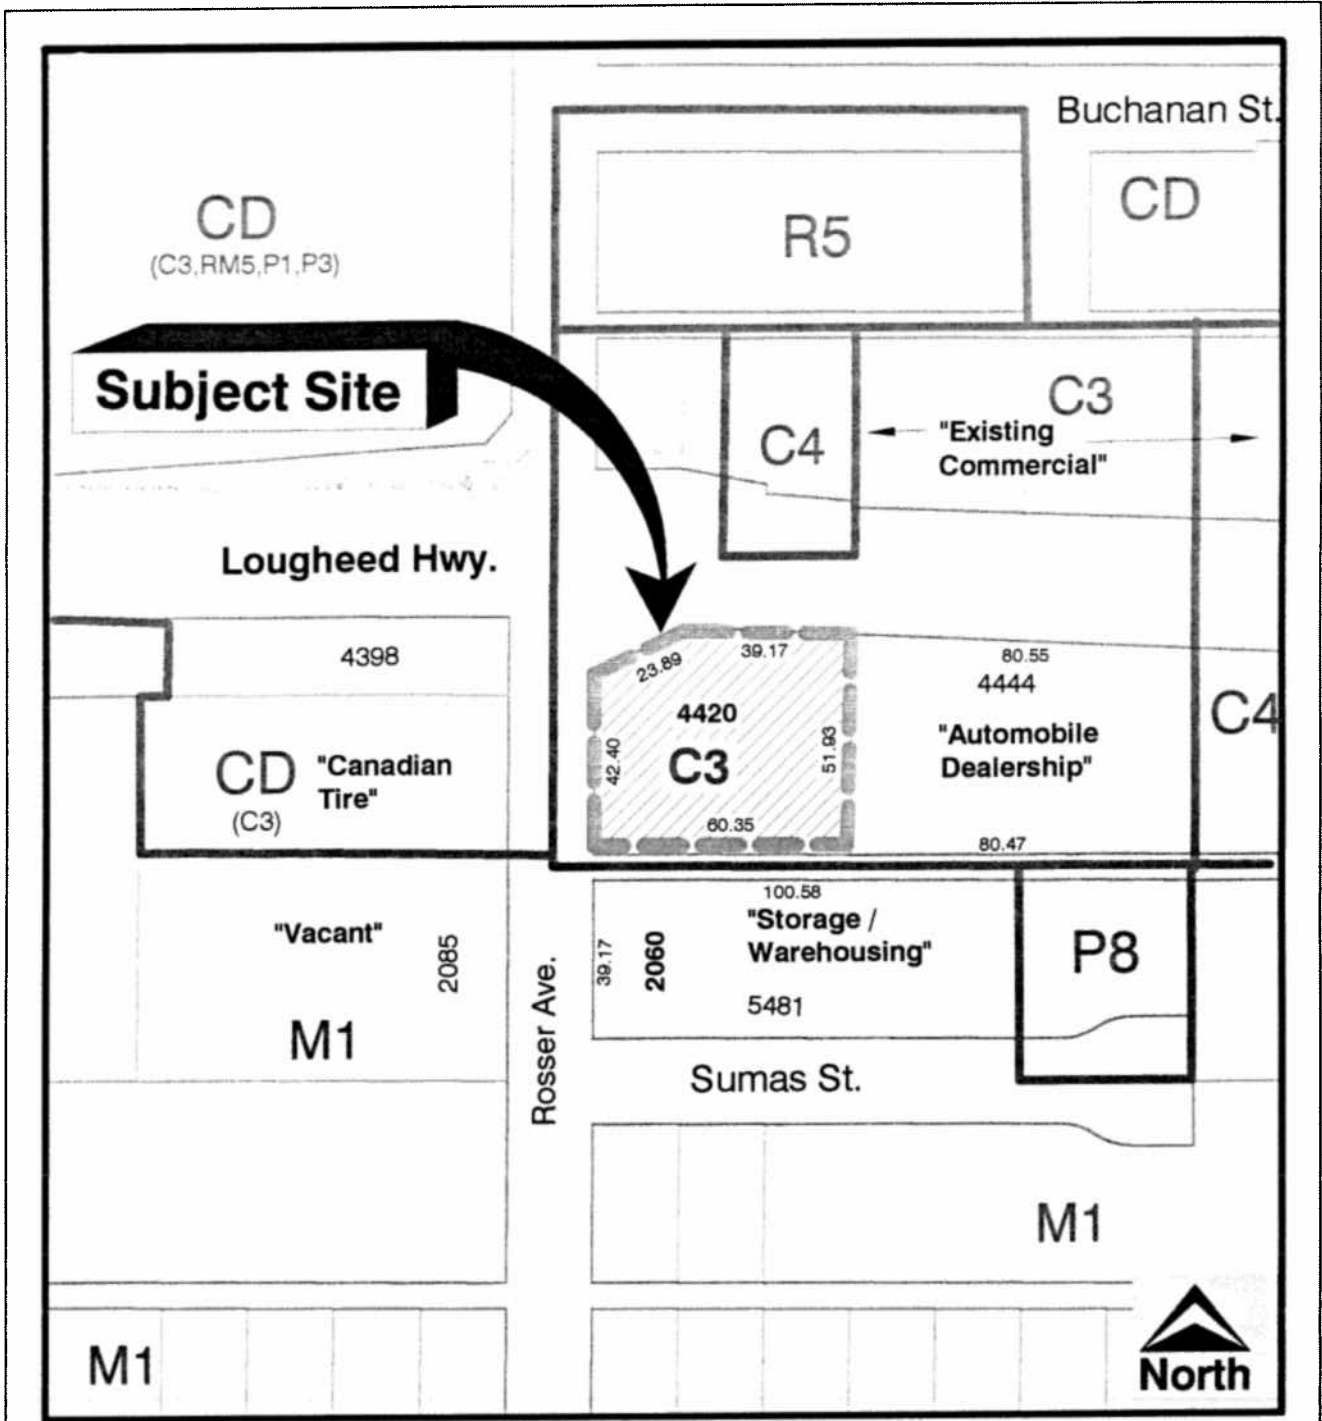 Buchanan St.
CD
(C3,RM5,P1,P3)
R5
CD
Subject Site
C3
C4
"Existing
Commercial"
Lougheed Hwy.
4398
23.89
39.17
80.55
4444
4420
C4
CD
(C3)
"Canadian
Tire"
42.40
C3
51.93
"Automobile
Dealership"
60.35
80.47
100.58
"Vacant"
2085
39.17
2060
"Storage /
Warehousing"
P8
5481
M1
Rosser Ave.
Sumas St.
M1
M1
North